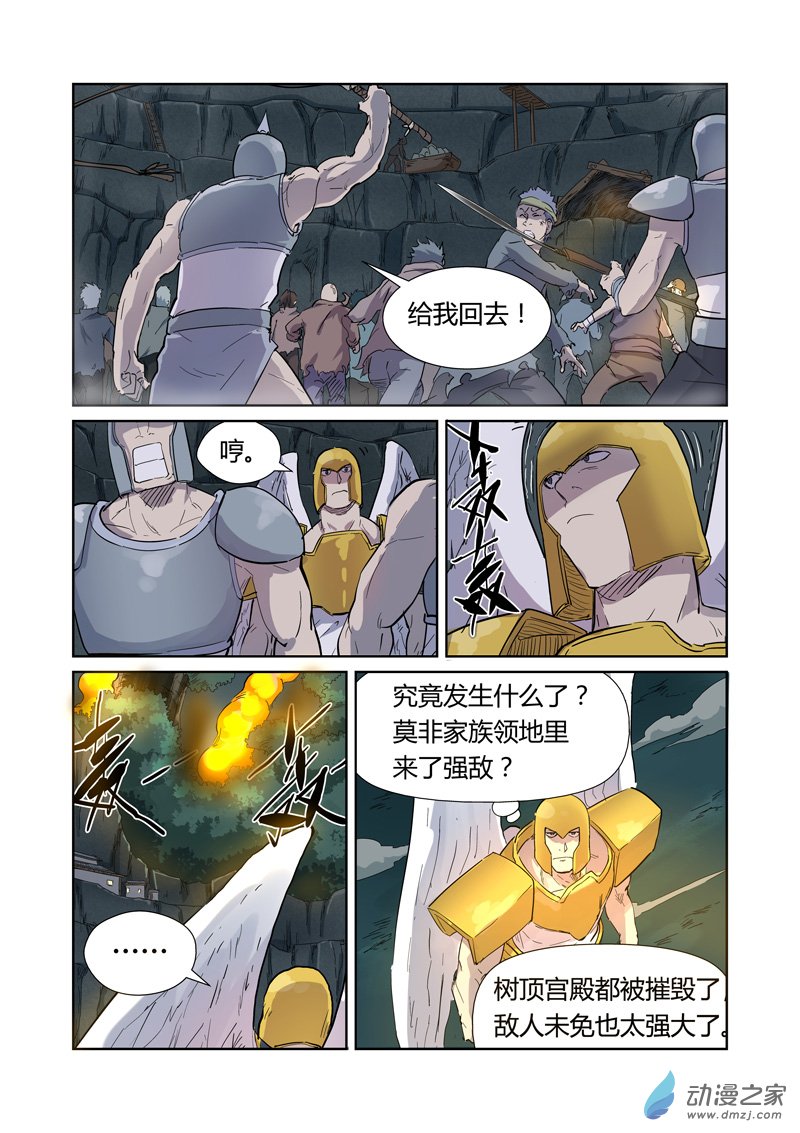 给我回去！
哼。
轰
轰
轰
轰
究竟发生什么了？
莫非家族领地里
来了强敌？
……
树顶宫殿都被摧毁了，
敌人未免也太强大了。
动漫之家
www.dmzj.com